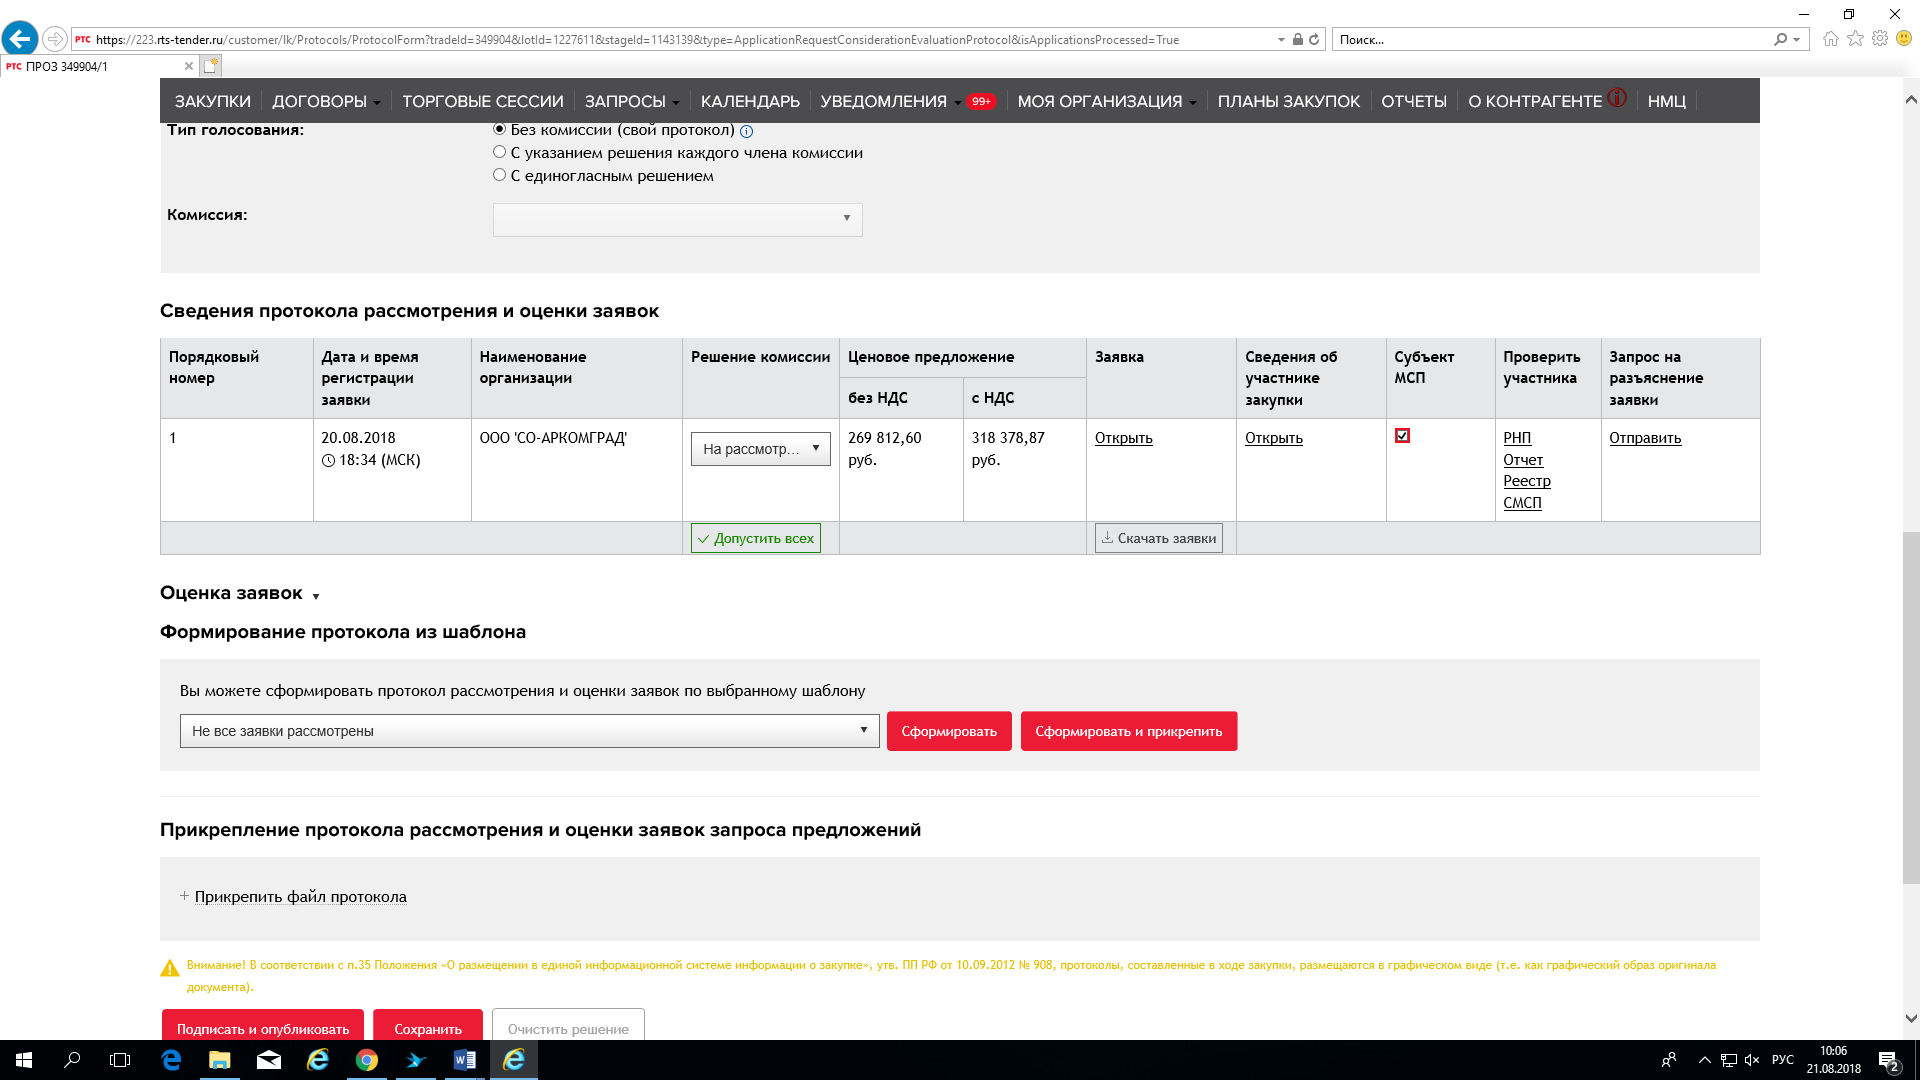 https://223.rts-tender.ru/customer/lk/Protocols/ProtocolForm?tradeId=349904&lotId=1227611&stageId=1143139&type=ApplicationRequestConsiderationEvaluationProtocol&isApplicationsProcessed=True
Поиск...
РТС ПРОЗ 349904/1
ЗАКУПКИ ДОГОВОРЫ ТОРГОВЫЕ СЕССИИ ЗАПРОСЫ КАЛЕНДАРЬ УВЕДОМЛЕНИЯ 99+ МОЯ ОРГАНИЗАЦИЯ ПЛАНЫ ЗАКУПОК ОТЧЕТЫ О КОНТРАГЕНТЕ НМЦ
Тип голосования:
Без комиссии (свой протокол)
С указанием решения каждого члена комиссии
С единогласным решением
Комиссия:
Сведения протокола рассмотрения и оценки заявок
Порядковый номер
Дата и время регистрации заявки
Наименование организации
Решение комиссии
Ценовое предложение
без НДС
с НДС
Заявка
Сведения об участнике закупки
Субъект МСП
Проверить участника
Запрос на разъяснение заявки
1
20.08.2018
18:34 (МСК)
ООО 'СО-АРКОМГРАД'
На рассмотр...
269 812,60 руб.
318 378,87 руб.
Открыть
Открыть
РНП
Отчет
Реестр
СМСП
Отправить
Допустить всех
Скачать заявки
Оценка заявок
Формирование протокола из шаблона
Вы можете сформировать протокол рассмотрения и оценки заявок по выбранному шаблону
Не все заявки рассмотрены
Сформировать
Сформировать и прикрепить
Прикрепление протокола рассмотрения и оценки заявок запроса предложений
+ Прикрепить файл протокола
Внимание! В соответствии с п.35 Положения «О размещении в единой информационной системе информации о закупке», утв. ПП РФ от 10.09.2012 № 908, протоколы, составленные в ходе закупки, размещаются в графическом виде (т.е. как графический образ оригинала
документа).
Подписать и опубликовать
Сохранить
Очистить решение
РУС
10:06
21.08.2018
2